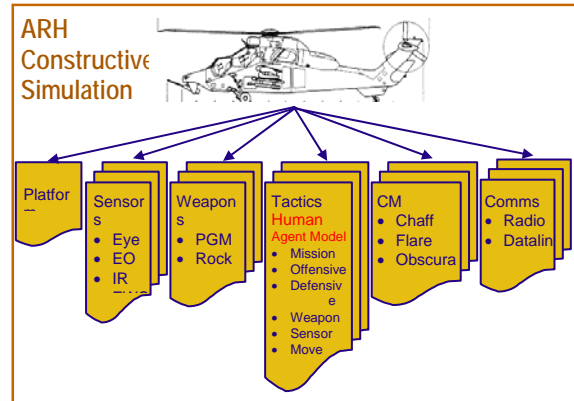 ARH
Constructive
Simulation
Platfor
Sensor
s
Eye
EO
IR
Weapon
s
PGM
Rock
Tactics
Human
Agent Model
Mission
Offensive
Defensiv
e
Weapon
Sensor
Move
CM
Chaff
Flare
Obscura
Comms
Radio
Datalin